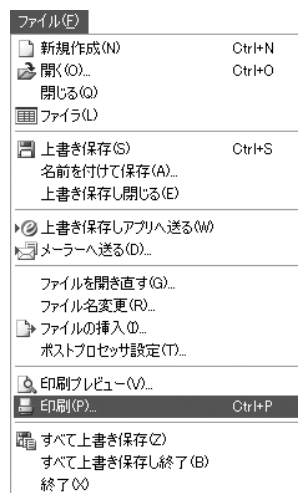 ファイル(F)
新規作成(N) Ctrl+N
開く(O)... Ctrl+O
閉じる(Q)
ファイラ(L)
上書き保存(S) Ctrl+S
名前を付けて保存(A)...
上書き保存し閉じる(E)
上書き保存しアプリへ送る(W)
メーラーへ送る(D)...
ファイルを開き直す(G)...
ファイル名変更(R)...
ファイルの挿入(I)...
ポストプロセッサ設定(T)...
印刷プレビュー(V)...
印刷(P)... Ctrl+P
すべて上書き保存(Z)
すべて上書き保存し終了(B)
終了(X)